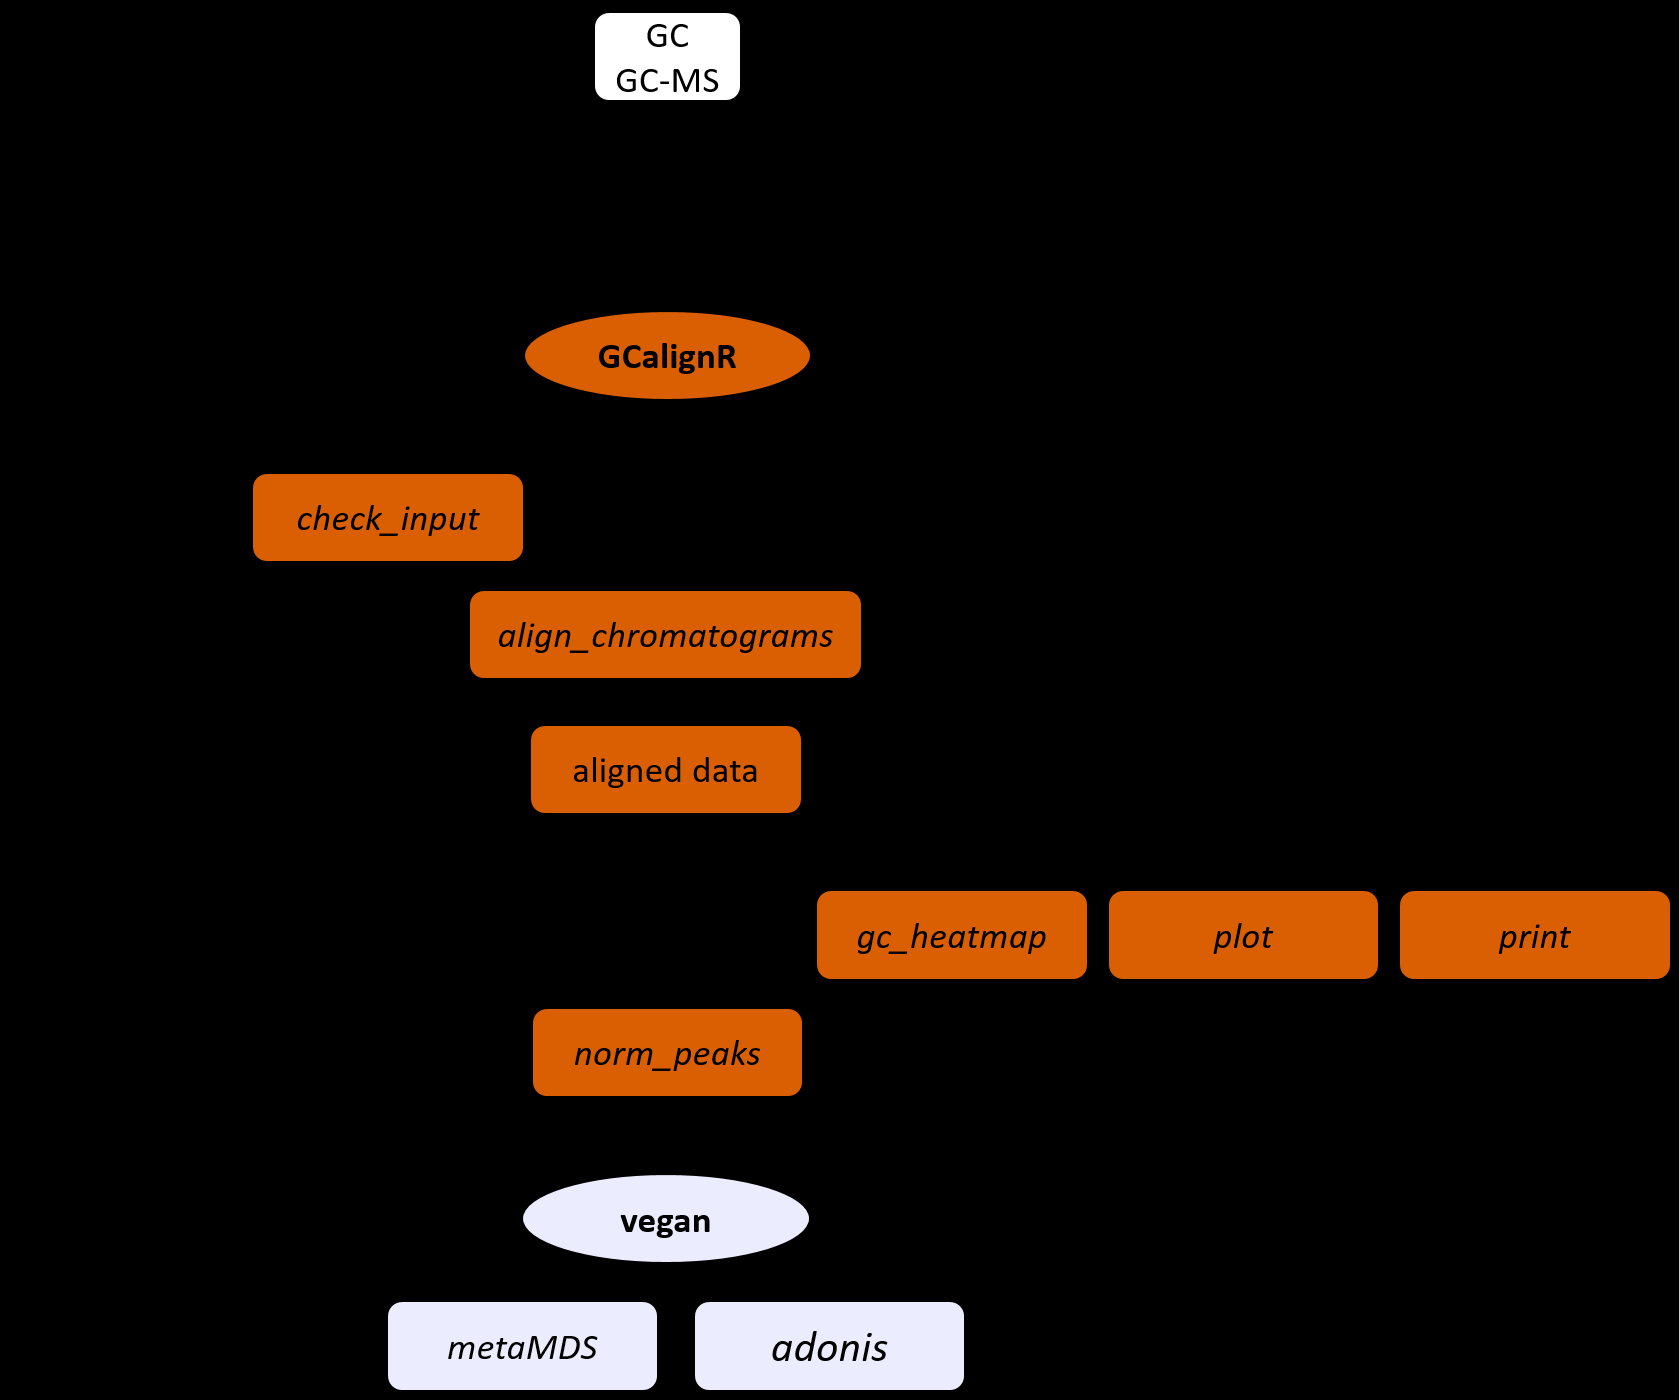 GC
GC-MS
GCalignR
check_input
align_chromatograms
aligned data
gc_heatmap
plot
print
norm_peaks
vegan
metaMDS
adonis